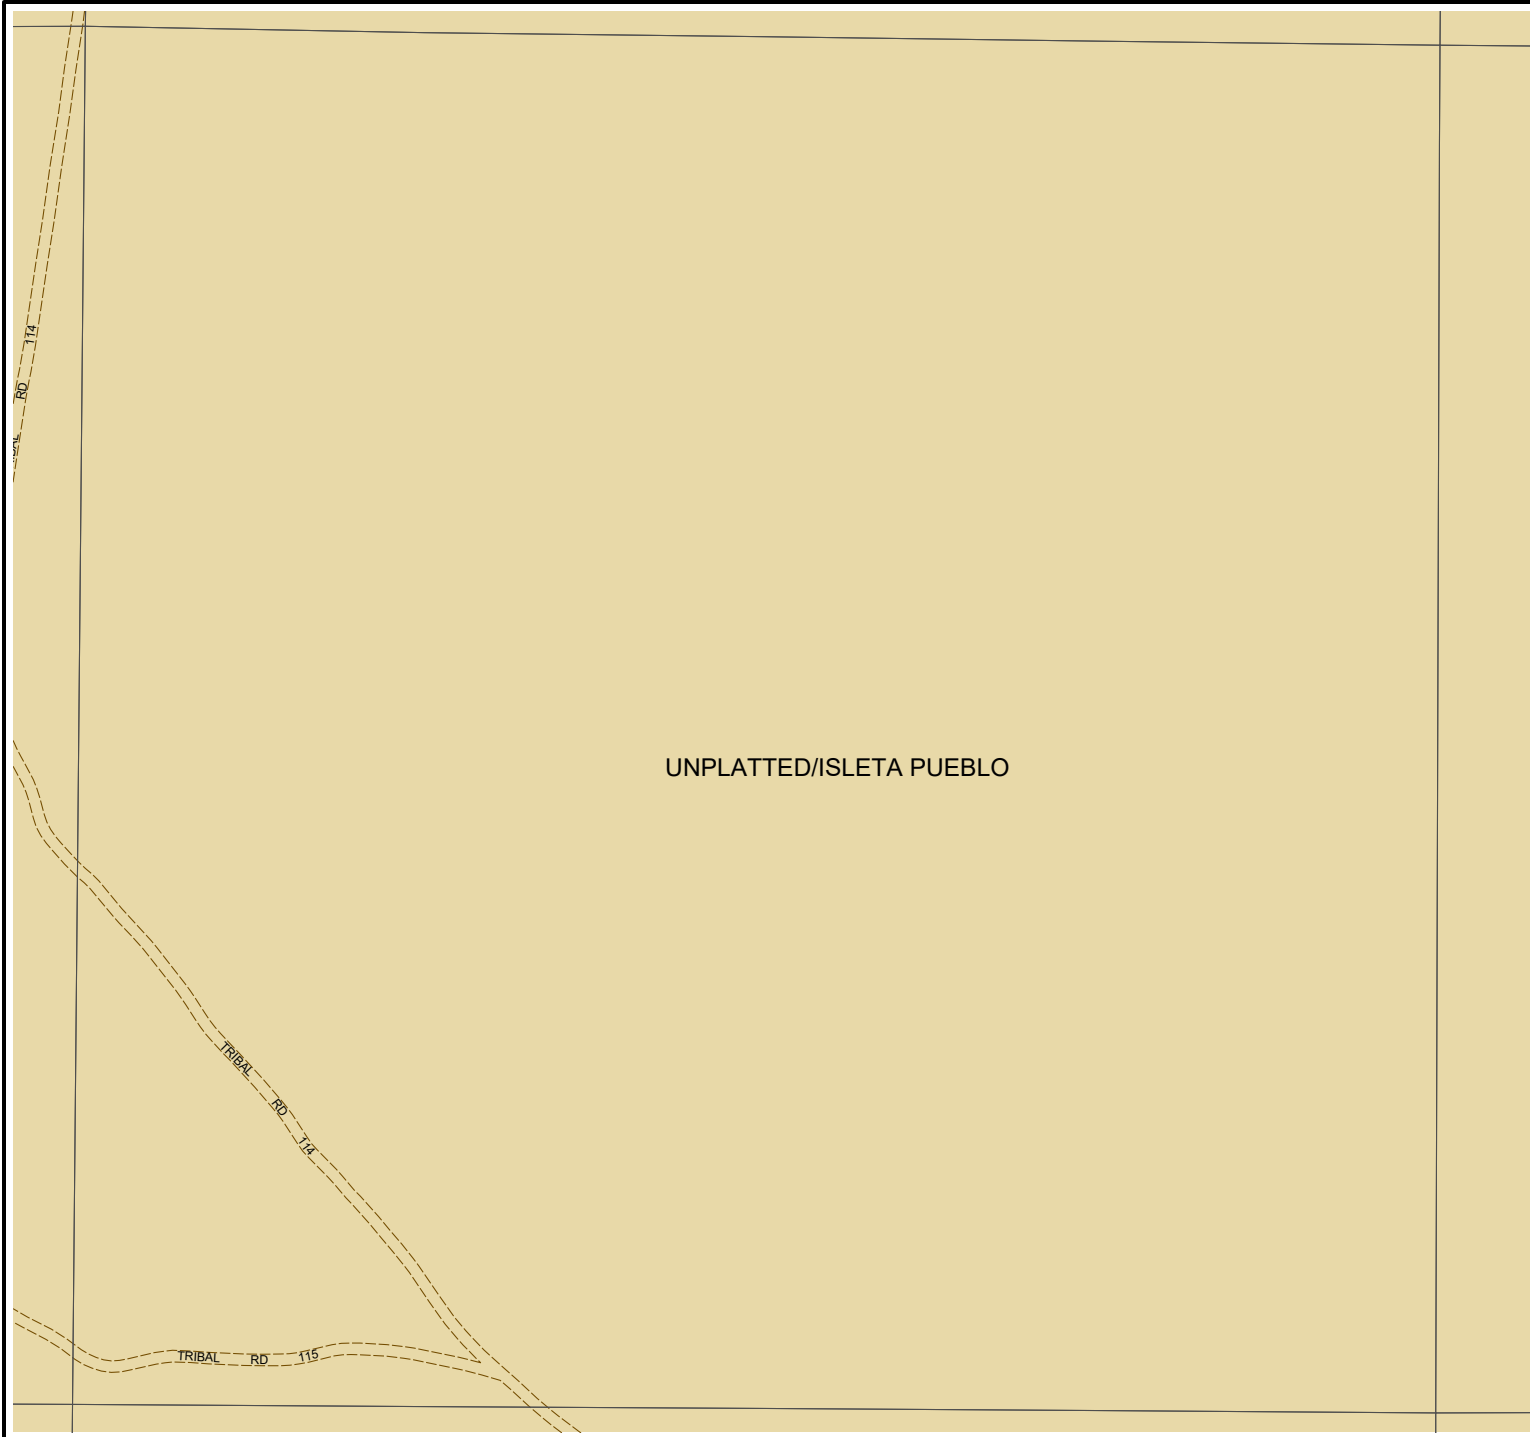 114
RD
UNPLATTED/ISLETA PUEBLO
TRIBAL RD 114
TRIBAL RD 115